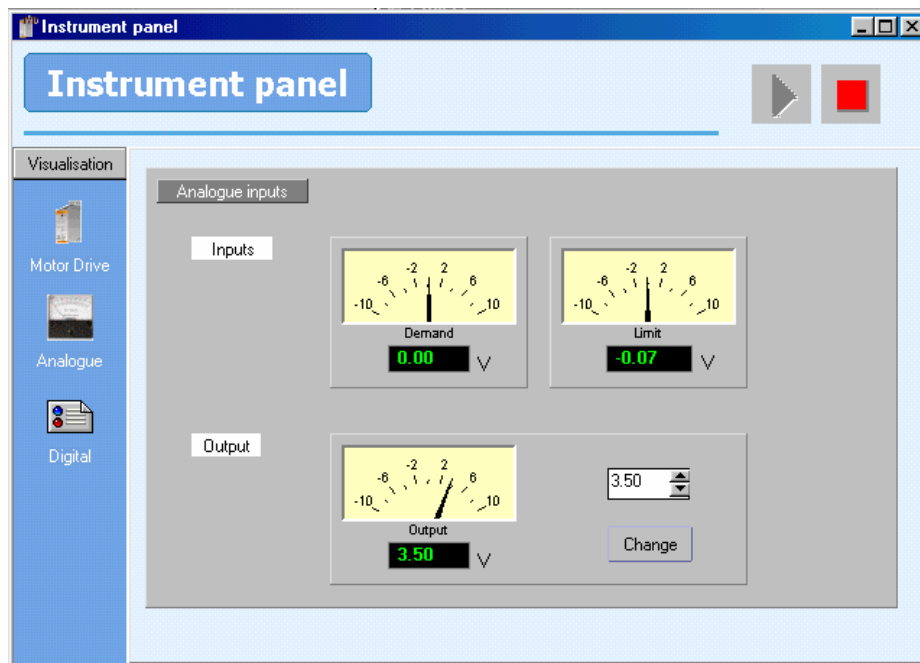 Instrument panel
Instrument panel
Visualisation
Motor Drive
Analogue
Digital
Analogue inputs
Inputs
-10 -6 -2 2 6 10
Demand
0.00 V
-10 -6 -2 2 6 10
Limit
-0.07 V
Output
-10 -6 -2 2 6 10
Output
3.50 V
3.50
Change